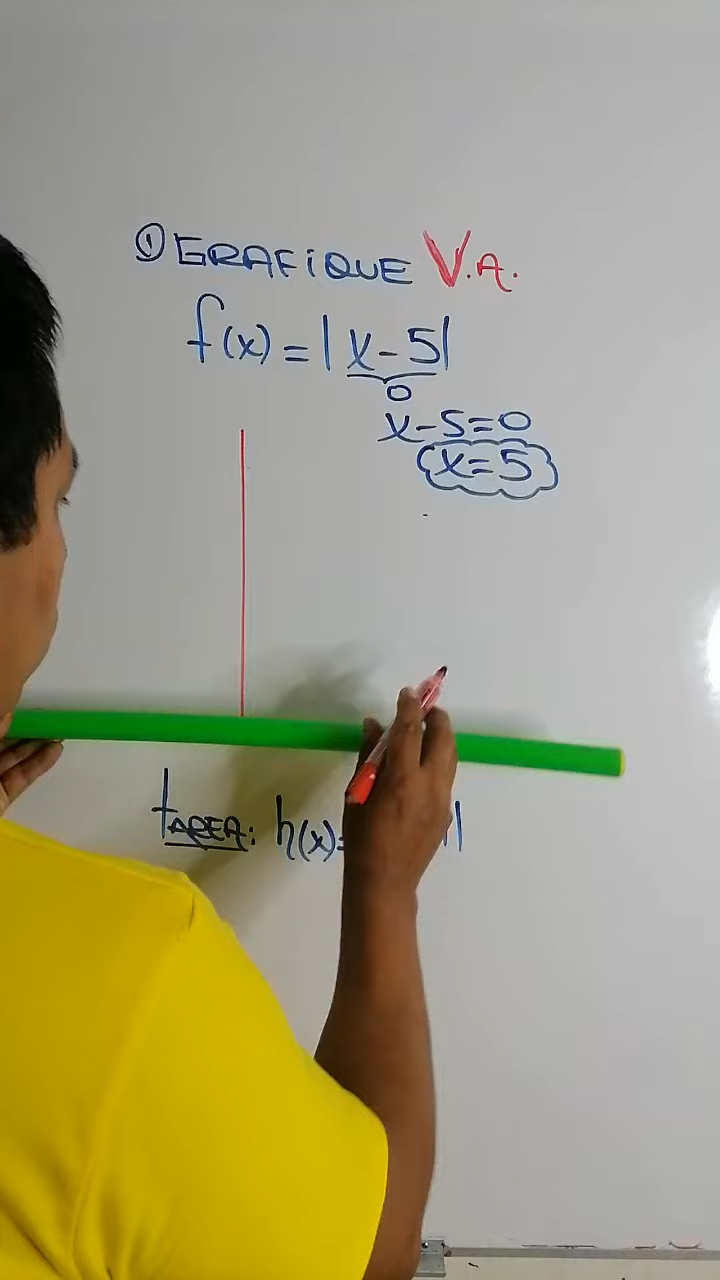 ① GRAFIQUE V.A.
f(x) = |x-5|
0
x-5=0
x=5
tAREA: h(x)=